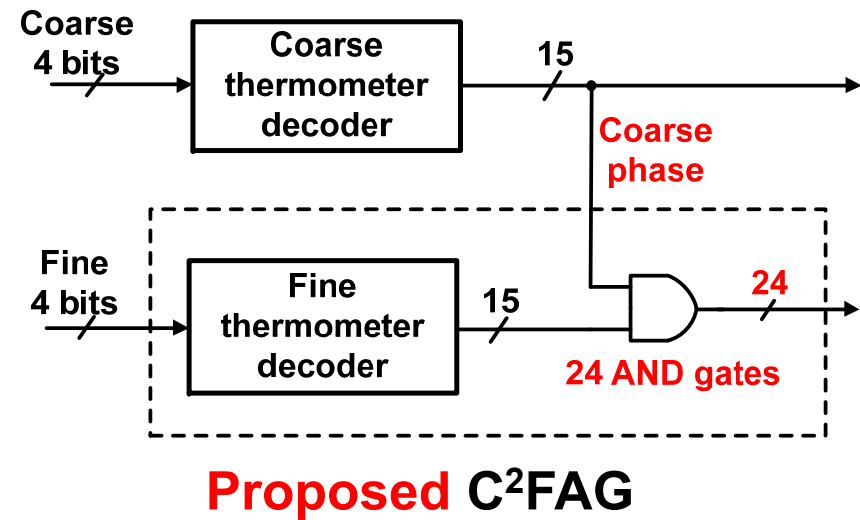 Coarse
4 bits
Coarse
thermometer
decoder
15
Coarse
phase
Fine
4 bits
Fine
thermometer
decoder
15
24
24 AND gates
Proposed C²FAG